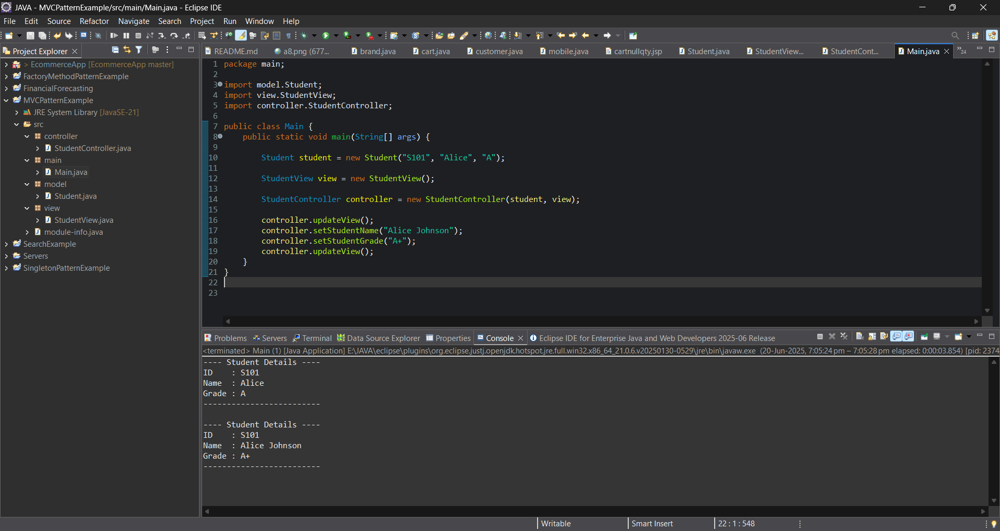 JAVA - MVCPatternExample/src/main/Main.java - Eclipse IDE
File Edit Source Refactor Navigate Search Project Run Window Help
Project Explorer
> EcommerceApp [EcommerceApp master]
FactoryMethodPatternExample
FinancialForecasting
MVCPatternExample
JRE System Library [JavaSE-21]
src
controller
StudentController.java
main
Main.java
model
Student.java
view
StudentView.java
module-info.java
SearchExample
Servers
SingletonPatternExample
README.md a8.png (677... brand.java cart.java customer.java mobile.java cartnullqty.jsp Student.java StudentView... StudentCont... Main.java »24
1 package main;
2
3 import model.Student;
4 import view.StudentView;
5 import controller.StudentController;
6
7 public class Main {
8     public static void main(String[] args) {
9
10         Student student = new Student("S101", "Alice", "A");
11
12         StudentView view = new StudentView();
13
14         StudentController controller = new StudentController(student, view);
15
16         controller.updateView();
17         controller.setStudentName("Alice Johnson");
18         controller.setStudentGrade("A+");
19         controller.updateView();
20     }
21 }
22
23
Problems Servers Terminal Data Source Explorer Properties Console Eclipse IDE for Enterprise Java and Web Developers 2025-06 Release
<terminated> Main (1) [Java Application] E:\JAVA\eclipse\plugins\org.eclipse.justj.openjdk.hotspot.jre.full.win32.x86_64_21.0.6.v20250130-0529\jre\bin\javaw.exe (20-Jun-2025, 7:05:24 pm – 7:05:28 pm elapsed: 0:00:03.854) [pid: 2374
---- Student Details ----
ID    : S101
Name  : Alice
Grade : A
-------------------------
---- Student Details ----
ID    : S101
Name  : Alice Johnson
Grade : A+
-------------------------
Writable Smart Insert 22 : 1 : 548